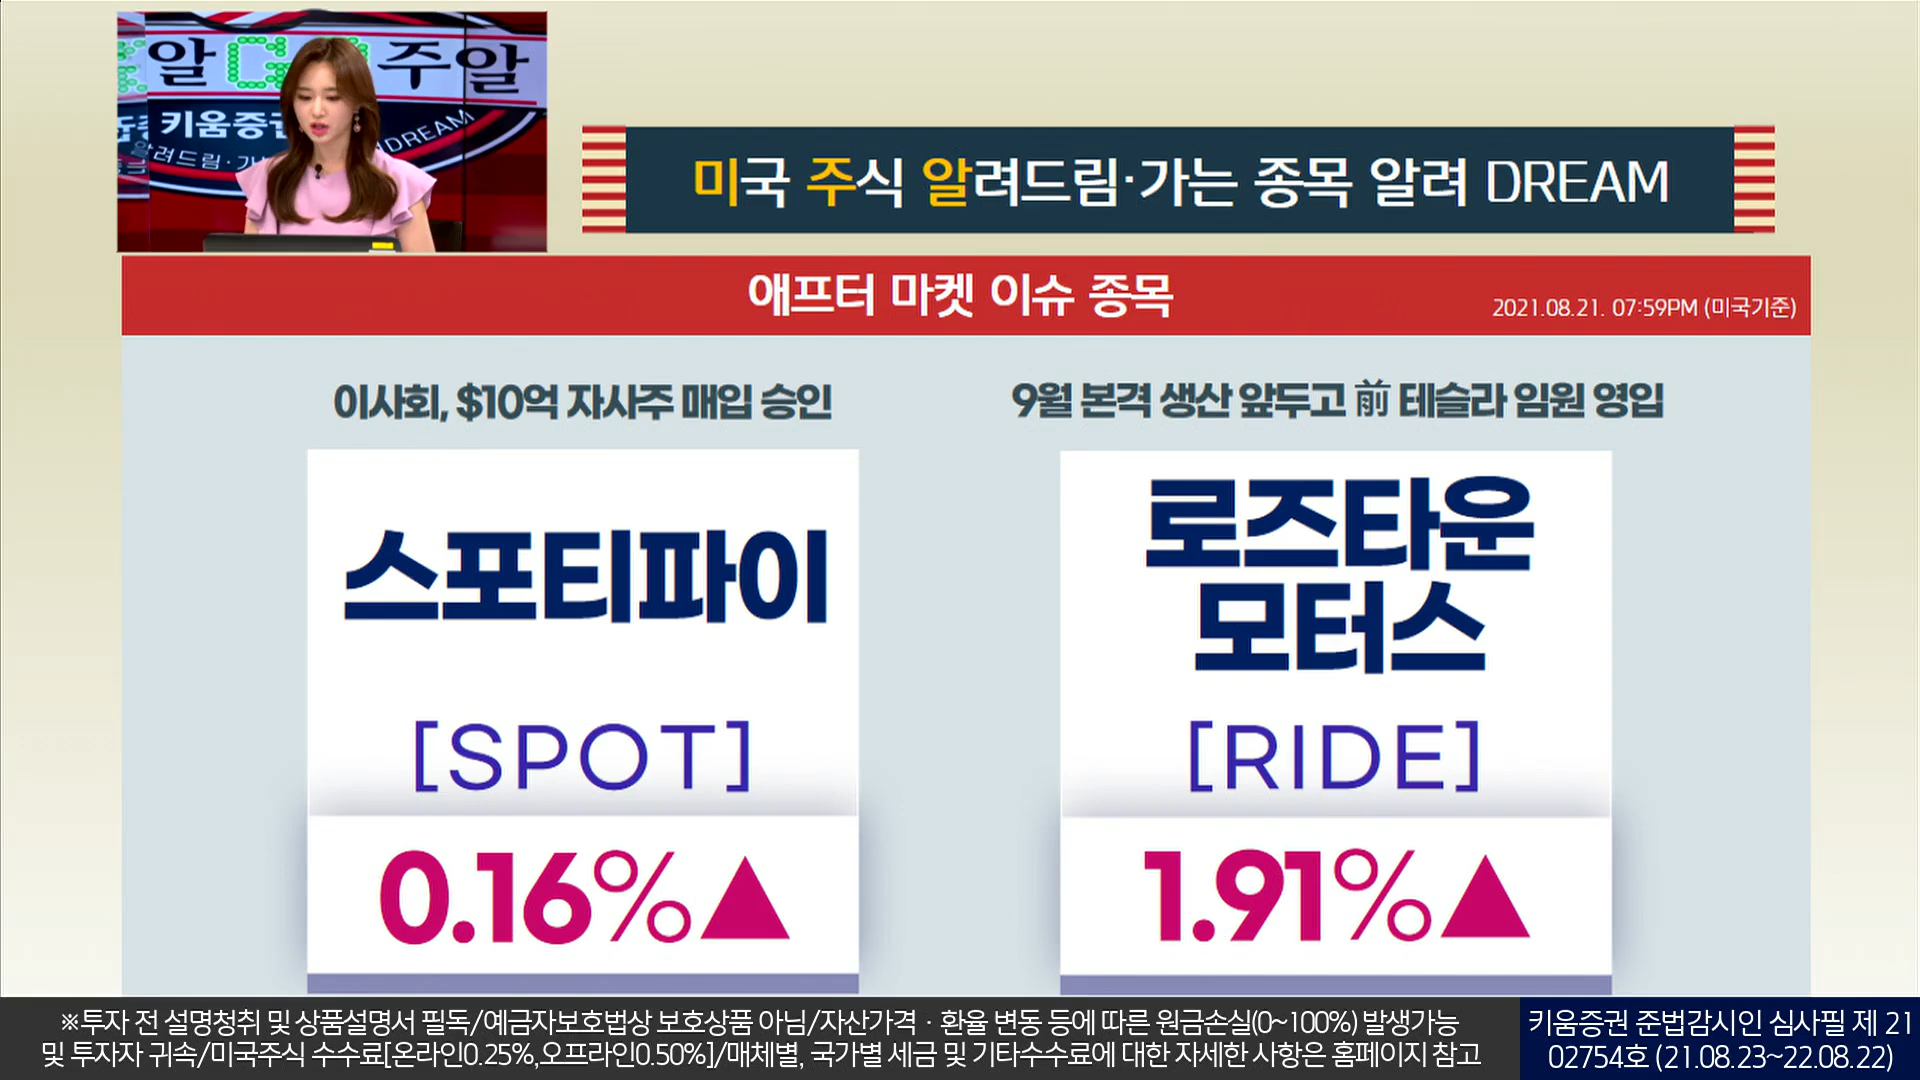 알 GO 주알
키움증권
알려드림·가
DREAM
미국 주식 알려드림·가는 종목 알려 DREAM
애프터 마켓 이슈 종목
2021.08.21. 07:59PM (미국기준)
이사회, $10억 자사주 매입 승인
스포티파이
[SPOT]
0.16%▲
9월 본격 생산 앞두고 前 테슬라 임원 영입
로즈타운
모터스
[RIDE]
1.91%▲
※투자 전 설명청취 및 상품설명서 필독/예금자보호법상 보호상품 아님/자산가격·환율 변동 등에 따른 원금손실(0~100%) 발생가능
및 투자자 귀속/미국주식 수수료[온라인0.25%,오프라인0.50%]/매체별, 국가별 세금 및 기타수수료에 대한 자세한 사항은 홈페이지 참고
키움증권 준법감시인 심사필 제 21
02754호 (21.08.23~22.08.22)